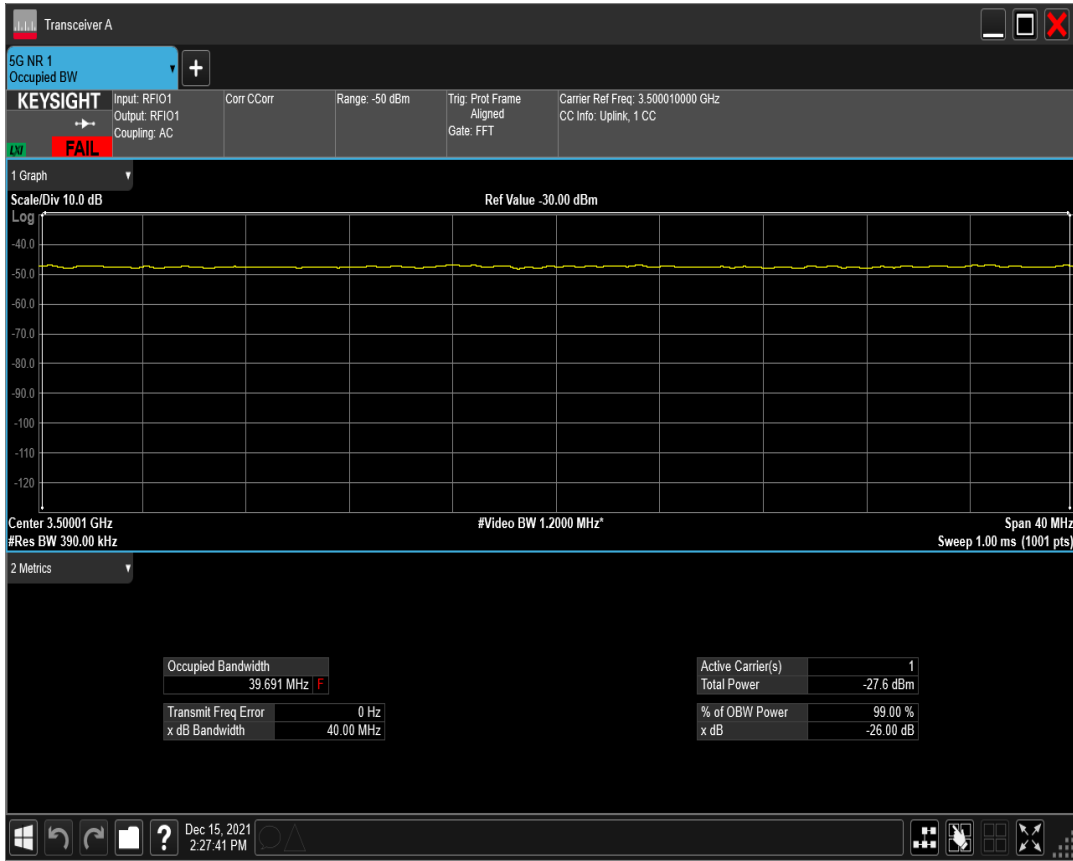 Transceiver A
5G NR 1
Occupied BW
KEYSIGHT
LXI
FAIL
Input: RFIO1
Output: RFIO1
Coupling: AC
Corr CCorr
Range: -50 dBm
Trig: Prot Frame
Aligned
Gate: FFT
Carrier Ref Freq: 3.500010000 GHz
CC Info: Uplink, 1 CC
1 Graph
Scale/Div 10.0 dB
Ref Value -30.00 dBm
Log
-40.0
-50.0
-60.0
-70.0
-80.0
-90.0
-100
-110
-120
Center 3.50001 GHz
#Video BW 1.2000 MHz*
Span 40 MHz
#Res BW 390.00 kHz
Sweep 1.00 ms (1001 pts)
2 Metrics
Occupied Bandwidth
39.691 MHz F
Transmit Freq Error 0 Hz
x dB Bandwidth 40.00 MHz
Active Carrier(s) 1
Total Power -27.6 dBm
% of OBW Power 99.00 %
x dB -26.00 dB
Dec 15, 2021
2:27:41 PM